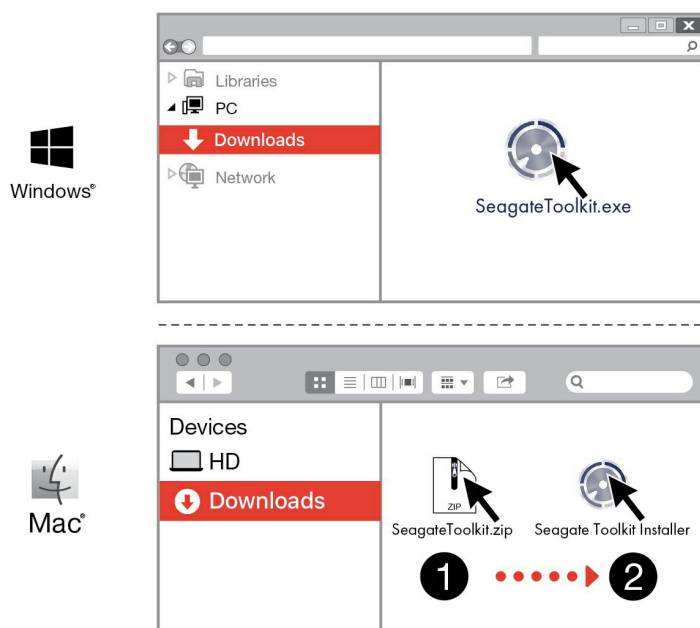 Windows®
Libraries
PC
Downloads
Network
SeagateToolkit.exe
Mac®
Devices
HD
Downloads
ZIP
SeagateToolkit.zip
Seagate Toolkit Installer
1
2